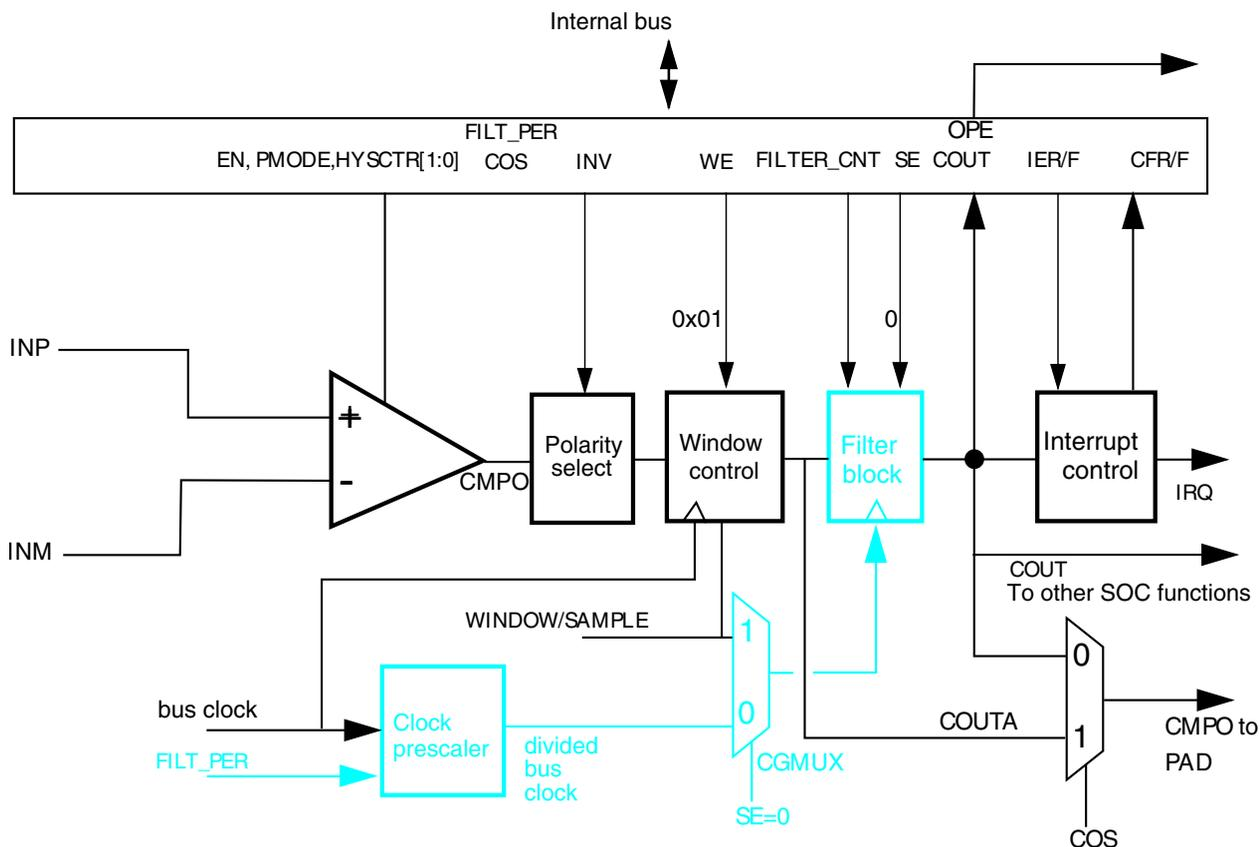 Internal bus
FILT_PER
OPE
EN, PMODE,HYSCTR[1:0]
COS
INV
WE
FILTER_CNT
SE
COUT
IER/F
CFR/F
0x01
0
INP
+
-
INM
CMPO
Polarity
select
Window
control
Filter
block
Interrupt
control
IRQ
COUT
To other SOC functions
WINDOW/SAMPLE
1
0
0
1
bus clock
FILT_PER
Clock
prescaler
divided
bus
clock
CGMUX
SE=0
COUTA
CMPO to
PAD
COS